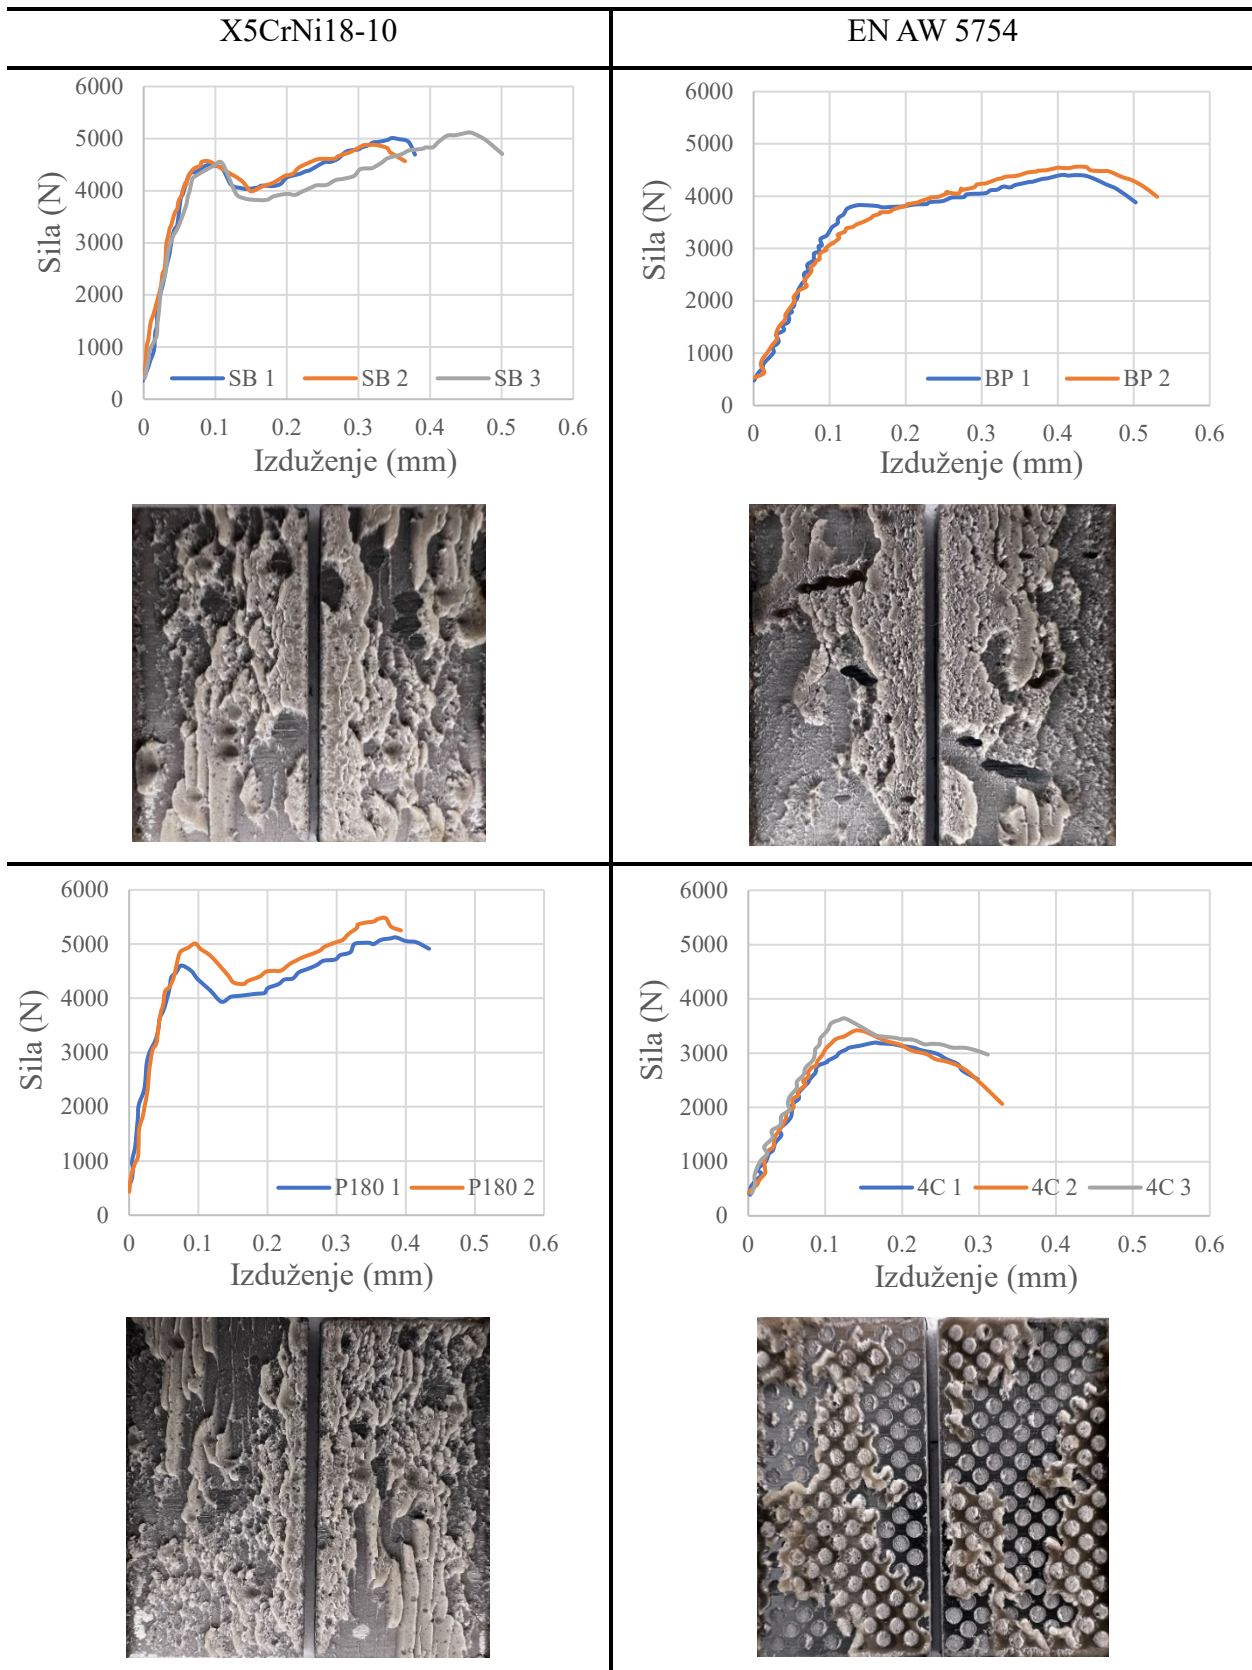 X5CrNi18-10
EN AW 5754
6000
5000
4000
3000
2000
1000
0
Sila (N)
SB 1 SB 2 SB 3
0 0.1 0.2 0.3 0.4 0.5 0.6
Izduženje (mm)
6000
5000
4000
3000
2000
1000
0
Sila (N)
BP 1 BP 2
0 0.1 0.2 0.3 0.4 0.5 0.6
Izduženje (mm)
6000
5000
4000
3000
2000
1000
0
Sila (N)
P180 1 P180 2
0 0.1 0.2 0.3 0.4 0.5 0.6
Izduženje (mm)
6000
5000
4000
3000
2000
1000
0
Sila (N)
4C 1 4C 2 4C 3
0 0.1 0.2 0.3 0.4 0.5 0.6
Izduženje (mm)